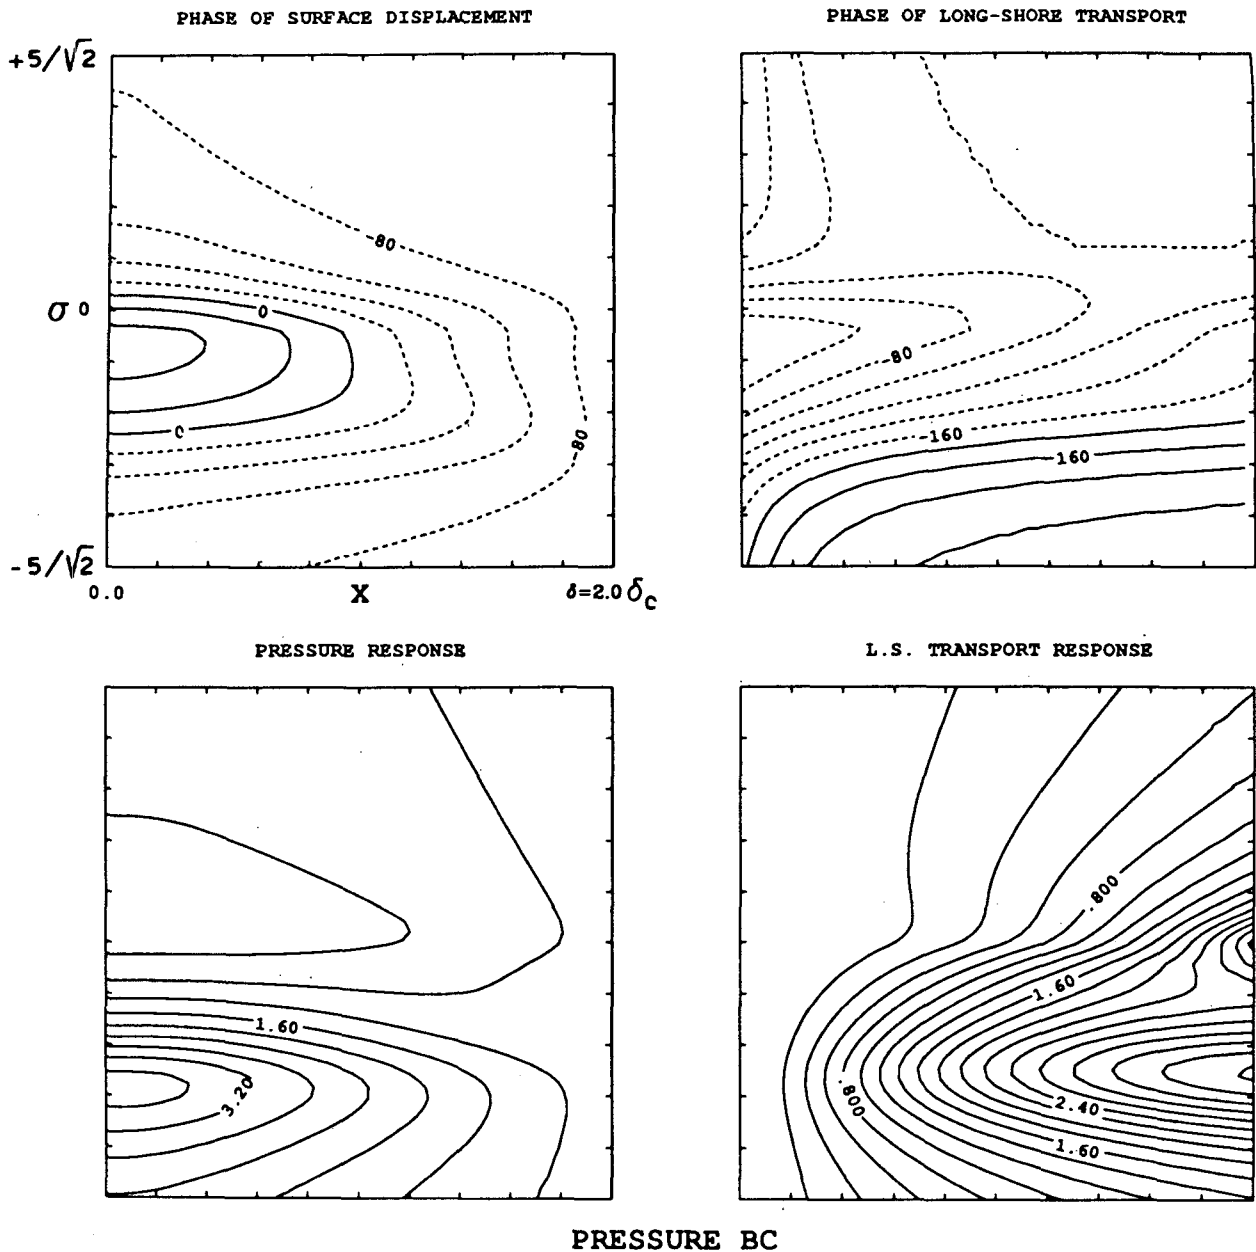 PHASE OF SURFACE DISPLACEMENT
PHASE OF LONG-SHORE TRANSPORT
+5/√2
80
σ 0
0
0
-80
-5/√2
0.0
X
δ=2.0 δc
-80
-160
160
PRESSURE RESPONSE
L.S. TRANSPORT RESPONSE
1.60
3.20
.800
1.60
.800
2.40
1.60
PRESSURE BC